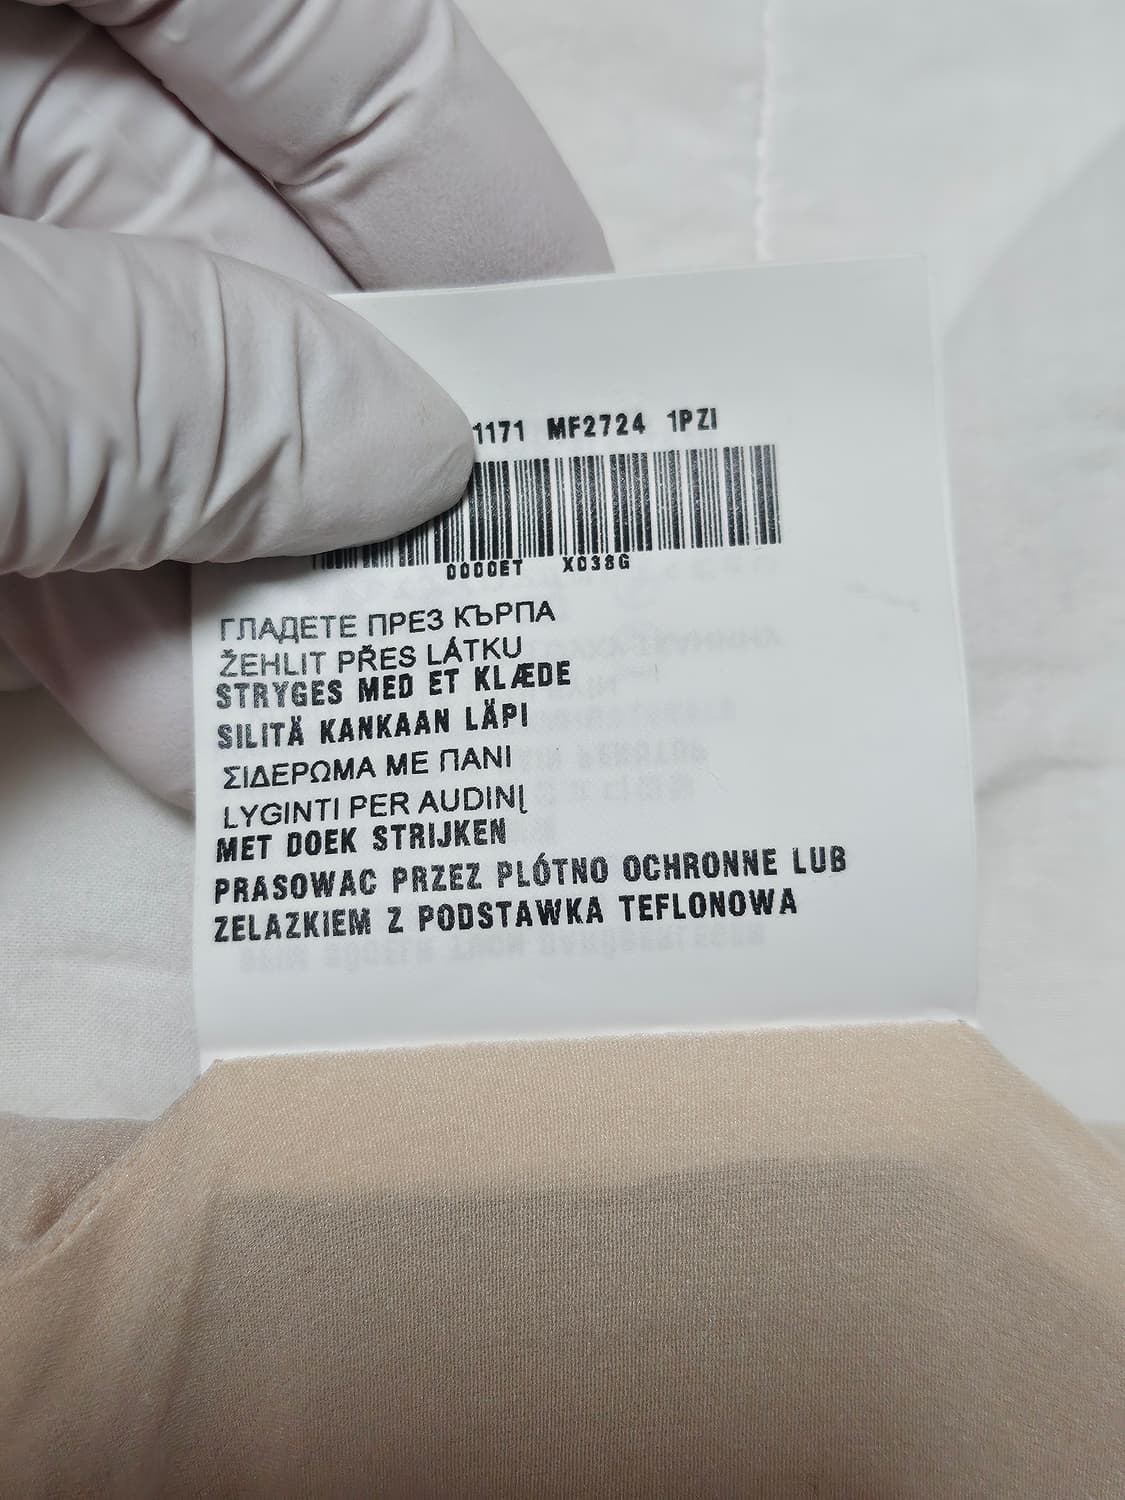 1171 MF2724 1PZI
0000ET X038G
ГЛАДЕТЕ ПРЕЗ КЪРПА
ŽEHLIT PŘES LÁTKU
STRYGES MED ET KLÆDE
SILITÄ KANKAAN LÄPI
ΣΙΔΕΡΩΜΑ ΜΕ ΠΑΝΙ
LYGINTI PER AUDINĮ
MET DOEK STRIJKEN
PRASOWAC PRZEZ PLÓTNO OCHRONNE LUB
ZELAZKIEM Z PODSTAWKA TEFLONOWA